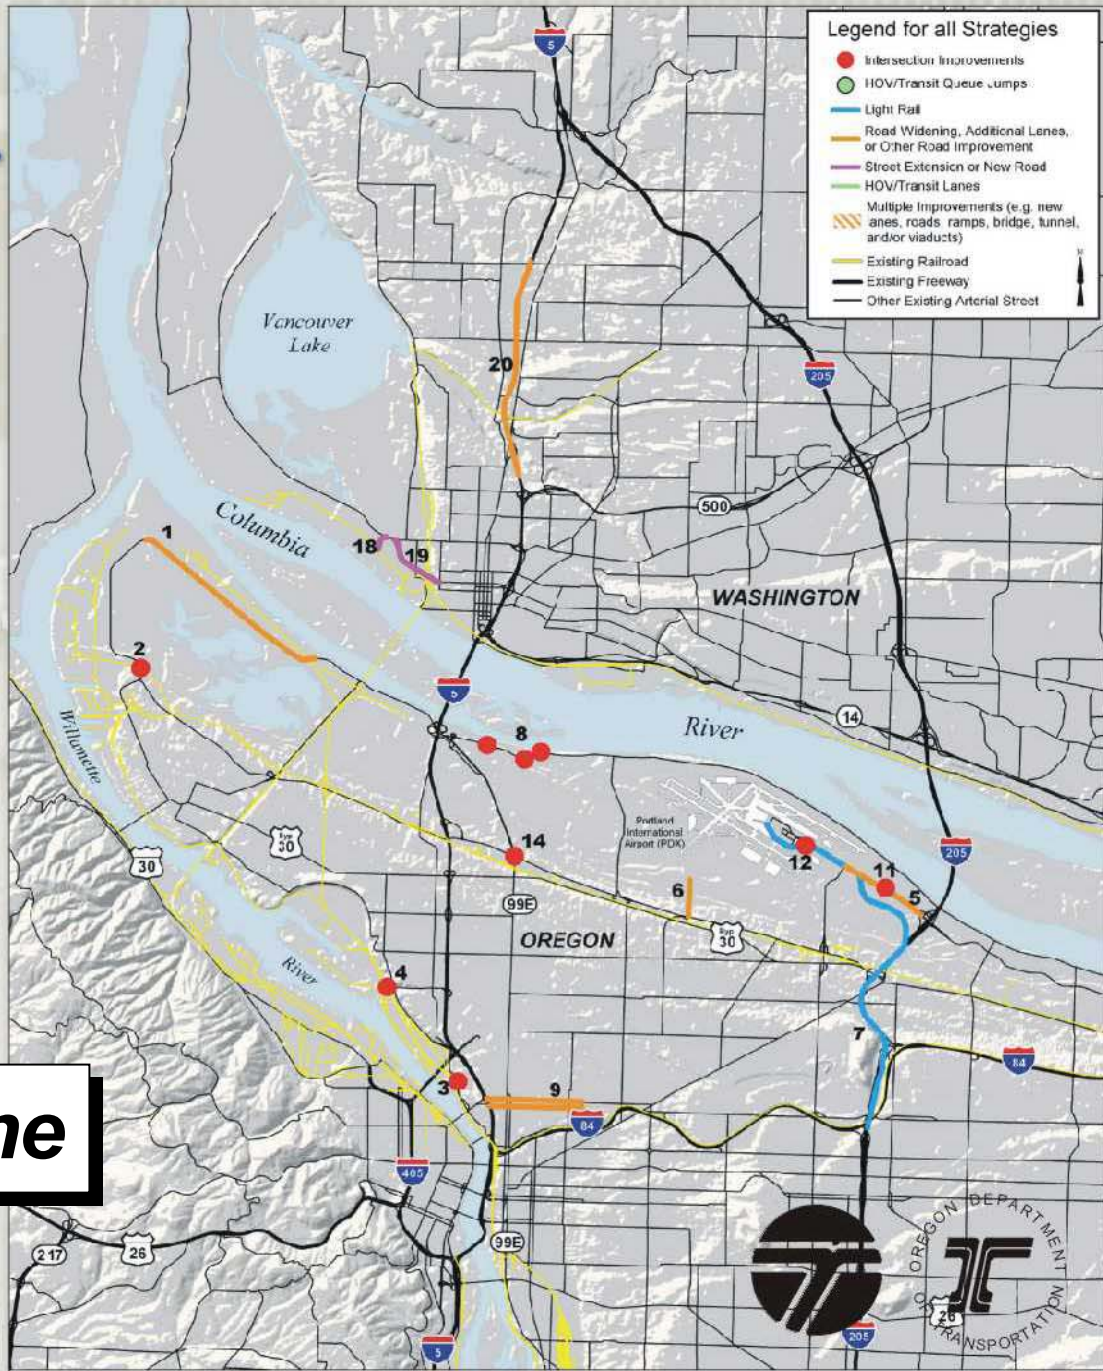 Legend for all Strategies
Intersection Improvements
HOV/Transit Queue Jumps
Light Rail
Road Widening, Additional Lanes,
or Other Road Improvement
Street Extension or New Road
HOV/Transit Lanes
Multiple Improvements (e.g. new
lanes, roads, ramps, bridge, tunnel,
and/or viaducts)
Existing Railroad
Existing Freeway
Other Existing Arterial Street
N
5
Vancouver
Lake
20
205
500
Columbia
1
18
19
WASHINGTON
2
5
8
River
14
Willamette
Portland
International
Airport (PDX)
30
Byp
30
14
12
11
205
5
6
99E
Byp
30
OREGON
River
4
7
84
3
9
84
ne
405
217
26
99E
5
205
26
OREGON DEPARTMENT
OF TRANSPORTATION